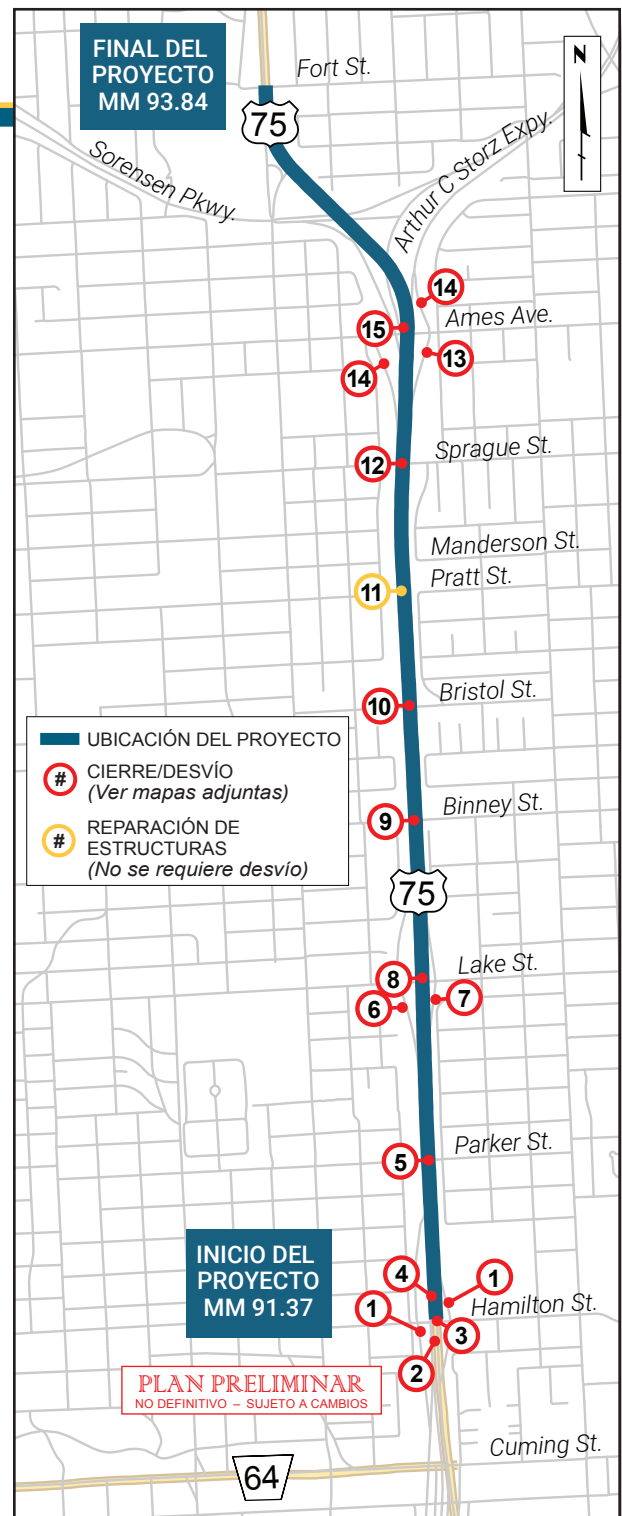 FINAL DEL
PROYECTO
MM 93.84
Fort St.
N
75
Sorensen Pkwy.
Arthur C Storz Expy.
14
Ames Ave.
15
13
14
12
Sprague St.
Manderson St.
11
Pratt St.
10
Bristol St.
UBICACIÓN DEL PROYECTO
# CIERRE/DESVÍO
(Ver mapas adjuntas)
# REPARACIÓN DE
ESTRUCTURAS
(No se requiere desvío)
9
Binney St.
75
Lake St.
8
6
7
5
Parker St.
INICIO DEL
PROYECTO
MM 91.37
4
1
Hamilton St.
1
3
2
PLAN PRELIMINAR
NO DEFINITIVO – SUJETO A CAMBIOS
Cuming St.
64